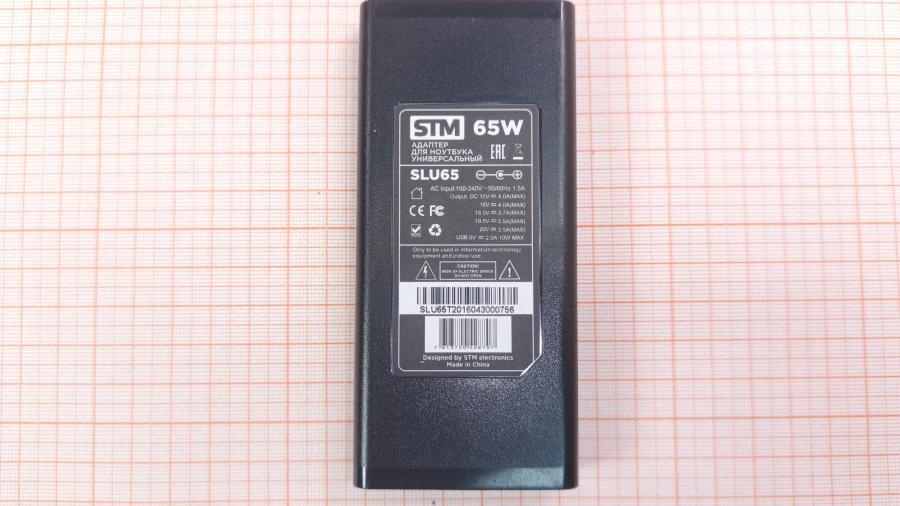 STM 65W
АДАПТЕР
ДЛЯ НОУТБУКА
УНИВЕРСАЛЬНЫЙ
EAC
SLU65
AC Input:100-240V~50/60Hz 1.5A
Output: DC 15V⎓4.0A(MAX)
16V⎓4.0A(MAX)
18.5V⎓3.7A(MAX)
19.5V⎓3.5A(MAX)
20V⎓3.5A(MAX)
USB 5V⎓2.0A 10W MAX
CE FC
Only to be used in information technology
equipment and indoor use
CAUTION!
RISK OF ELECTRIC SHOCK
DO NOT OPEN
SLU65T2016043000756
Designed by STM electronics
Made in China